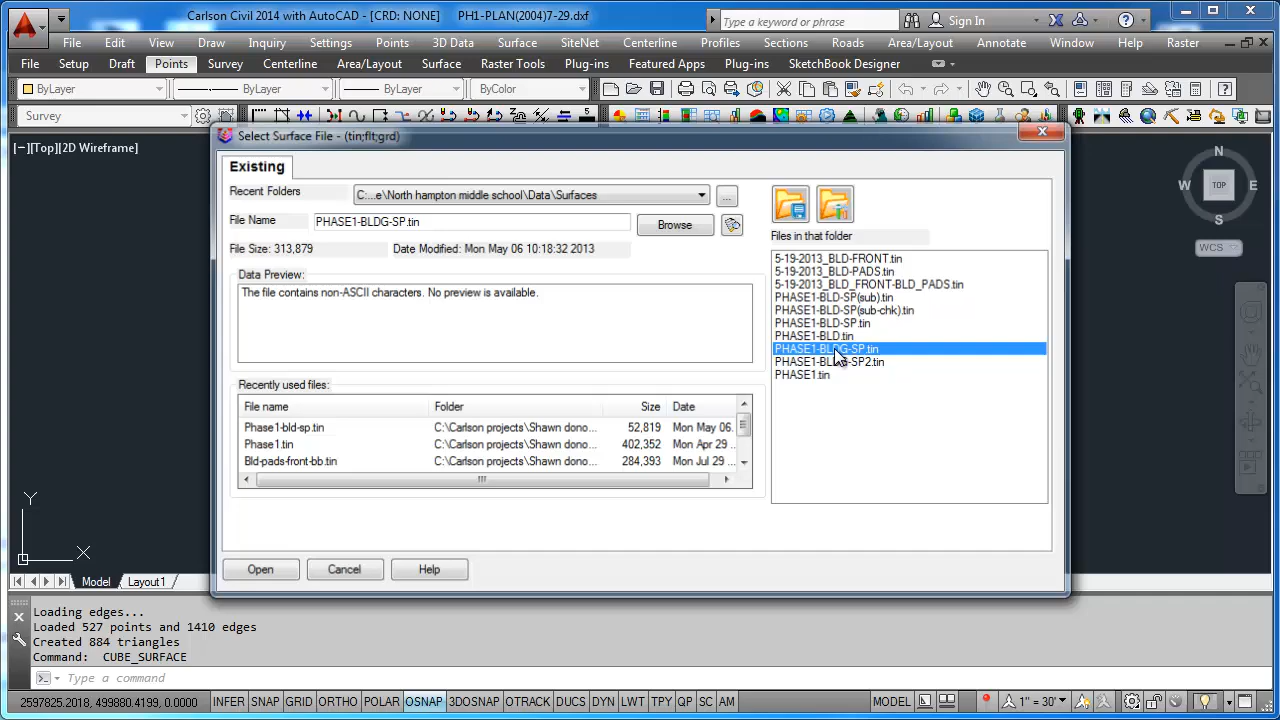 Carlson Civil 2014 with AutoCAD - [CRD: NONE] PH1-PLAN(2004)7-29.dxf Type a keyword or phrase Sign In
File Edit View Draw Inquiry Settings Points 3D Data Surface SiteNet Centerline Profiles Sections Roads Area/Layout Annotate Window Help Raster
File Setup Draft Points Survey Centerline Area/Layout Surface Raster Tools Plug-ins Featured Apps Plug-ins SketchBook Designer
ByLayer ByLayer ByLayer ByColor
Survey
[−][Top][2D Wireframe]
Select Surface File - (tin;flt;grd)
Existing
Recent Folders C:...e\North hampton middle school\Data\Surfaces ...
File Name PHASE1-BLDG-SP.tin Browse
File Size: 313,879 Date Modified: Mon May 06 10:18:32 2013
Data Preview:
The file contains non-ASCII characters. No preview is available.
Recently used files:
File name Folder Size Date
Phase1-bld-sp.tin C:\Carlson projects\Shawn dono... 52,819 Mon May 06.
Phase1.tin C:\Carlson projects\Shawn dono... 402,352 Mon Apr 29 ..
Bld-pads-front-bb.tin C:\Carlson projects\Shawn dono... 284,393 Mon Jul 29 ...
Files in that folder
5-19-2013_BLD-FRONT.tin
5-19-2013_BLD-PADS.tin
5-19-2013_BLD_FRONT-BLD_PADS.tin
PHASE1-BLD-SP(sub).tin
PHASE1-BLD-SP(sub-chk).tin
PHASE1-BLD-SP.tin
PHASE1-BLD.tin
PHASE1-BLDG-SP.tin
PHASE1-BLDG-SP2.tin
PHASE1.tin
Open Cancel Help
N
W TOP E
S
WCS
Y
X
Model Layout1
Loading edges...
Loaded 527 points and 1410 edges
Created 884 triangles
Command: CUBE_SURFACE
Type a command
2597825.2018, 499980.4199, 0.0000 INFER SNAP GRID ORTHO POLAR OSNAP 3DOSNAP OTRACK DUCS DYN LWT TPY QP SC AM MODEL 1" = 30'